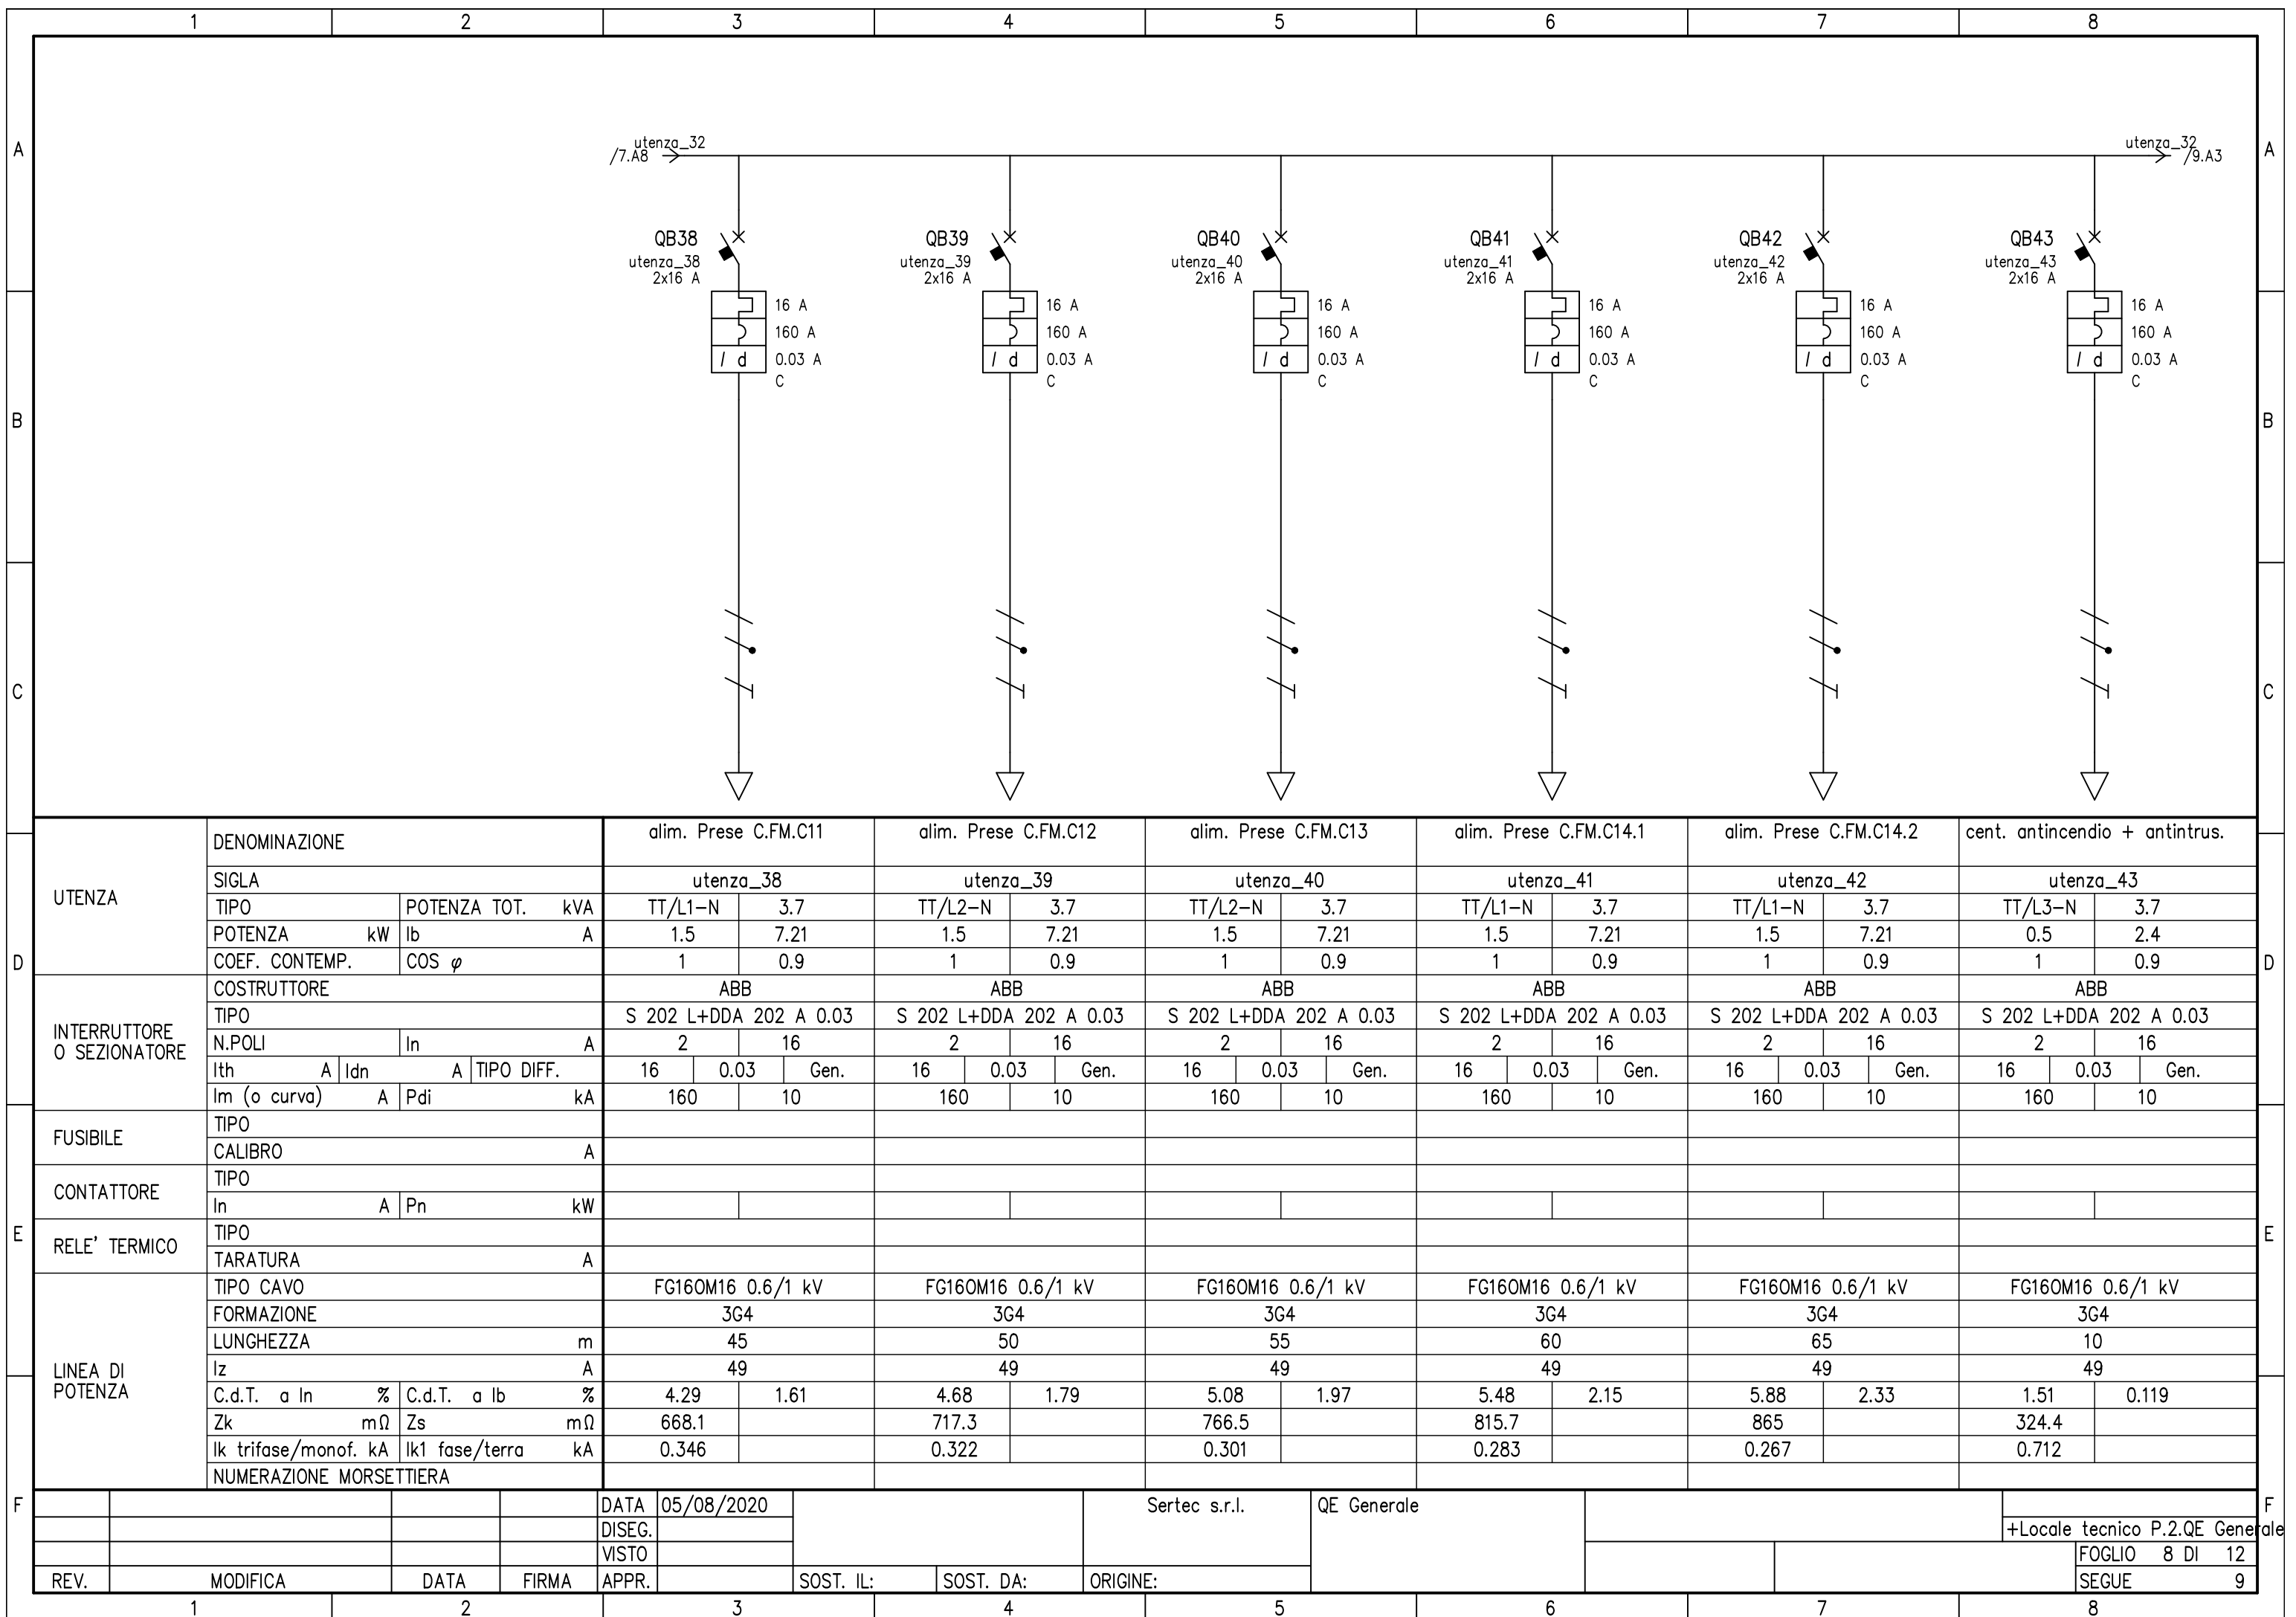 1 2 3 4 5 6 7 8
A utenza_32 utenza_32 A
/7.A8 /9.A3
QB38 QB39 QB40 QB41 QB42 QB43
utenza_38 utenza_39 utenza_40 utenza_41 utenza_42 utenza_43
2x16 A 2x16 A 2x16 A 2x16 A 2x16 A 2x16 A
16 A 16 A 16 A 16 A 16 A 16 A
160 A 160 A 160 A 160 A 160 A 160 A
I d 0.03 A I d 0.03 A I d 0.03 A I d 0.03 A I d 0.03 A I d 0.03 A
C C C C C C
B B
C C
DENOMINAZIONE alim. Prese C.FM.C11 alim. Prese C.FM.C12 alim. Prese C.FM.C13 alim. Prese C.FM.C14.1 alim. Prese C.FM.C14.2 cent. antincendio + antintrus.
UTENZA
SIGLA utenza_38 utenza_39 utenza_40 utenza_41 utenza_42 utenza_43
TIPO POTENZA TOT. kVA TT/L1-N 3.7 TT/L2-N 3.7 TT/L2-N 3.7 TT/L1-N 3.7 TT/L1-N 3.7 TT/L3-N 3.7
POTENZA kW Ib A 1.5 7.21 1.5 7.21 1.5 7.21 1.5 7.21 1.5 7.21 0.5 2.4
D COEF. CONTEMP. COS φ 1 0.9 1 0.9 1 0.9 1 0.9 1 0.9 1 0.9 D
INTERRUTTORE
O SEZIONATORE
COSTRUTTORE ABB ABB ABB ABB ABB ABB
TIPO S 202 L+DDA 202 A 0.03 S 202 L+DDA 202 A 0.03 S 202 L+DDA 202 A 0.03 S 202 L+DDA 202 A 0.03 S 202 L+DDA 202 A 0.03 S 202 L+DDA 202 A 0.03
N.POLI In A 2 16 2 16 2 16 2 16 2 16 2 16
Ith A Idn A TIPO DIFF. 16 0.03 Gen. 16 0.03 Gen. 16 0.03 Gen. 16 0.03 Gen. 16 0.03 Gen. 16 0.03 Gen.
Im (o curva) A Pdi kA 160 10 160 10 160 10 160 10 160 10 160 10
FUSIBILE
TIPO
CALIBRO A
CONTATTORE
TIPO
In A Pn kW
E RELE' TERMICO E
TIPO
TARATURA A
LINEA DI
POTENZA
TIPO CAVO FG16OM16 0.6/1 kV FG16OM16 0.6/1 kV FG16OM16 0.6/1 kV FG16OM16 0.6/1 kV FG16OM16 0.6/1 kV FG16OM16 0.6/1 kV
FORMAZIONE 3G4 3G4 3G4 3G4 3G4 3G4
LUNGHEZZA m 45 50 55 60 65 10
Iz A 49 49 49 49 49 49
C.d.T. a In % C.d.T. a Ib % 4.29 1.61 4.68 1.79 5.08 1.97 5.48 2.15 5.88 2.33 1.51 0.119
Zk mΩ Zs mΩ 668.1 717.3 766.5 815.7 865 324.4
Ik trifase/monof. kA Ik1 fase/terra kA 0.346 0.322 0.301 0.283 0.267 0.712
NUMERAZIONE MORSETTIERA
F DATA 05/08/2020 Sertec s.r.l. QE Generale F
DISEG. +Locale tecnico P.2.QE Generale
VISTO FOGLIO 8 DI 12
REV. MODIFICA DATA FIRMA APPR. SOST. IL: SOST. DA: ORIGINE: SEGUE 9
1 2 3 4 5 6 7 8